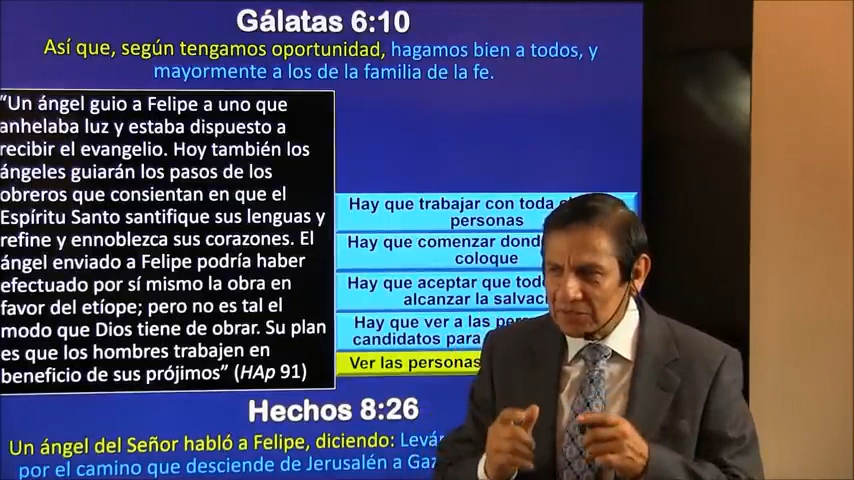 Gálatas 6:10
Así que, según tengamos oportunidad, hagamos bien a todos, y
mayormente a los de la familia de la fe.
"Un ángel guio a Felipe a uno que
anhelaba luz y estaba dispuesto a
recibir el evangelio. Hoy también los
ángeles guiarán los pasos de los
obreros que consientan en que el
Espíritu Santo santifique sus lenguas y
refine y ennoblezca sus corazones. El
ángel enviado a Felipe podría haber
efectuado por sí mismo la obra en
favor del etíope; pero no es tal el
modo que Dios tiene de obrar. Su plan
es que los hombres trabajen en
beneficio de sus prójimos” (HAp 91)
Hay que trabajar con toda
personas
Hay que comenzar
coloque
Hay que aceptar que
alcanzar la
Hay que ver a las
candidatos para
Ver las personas
Hechos 8:26
Un ángel del Señor habló a Felipe, diciendo:
por el camino que desciende de Jerusalén a